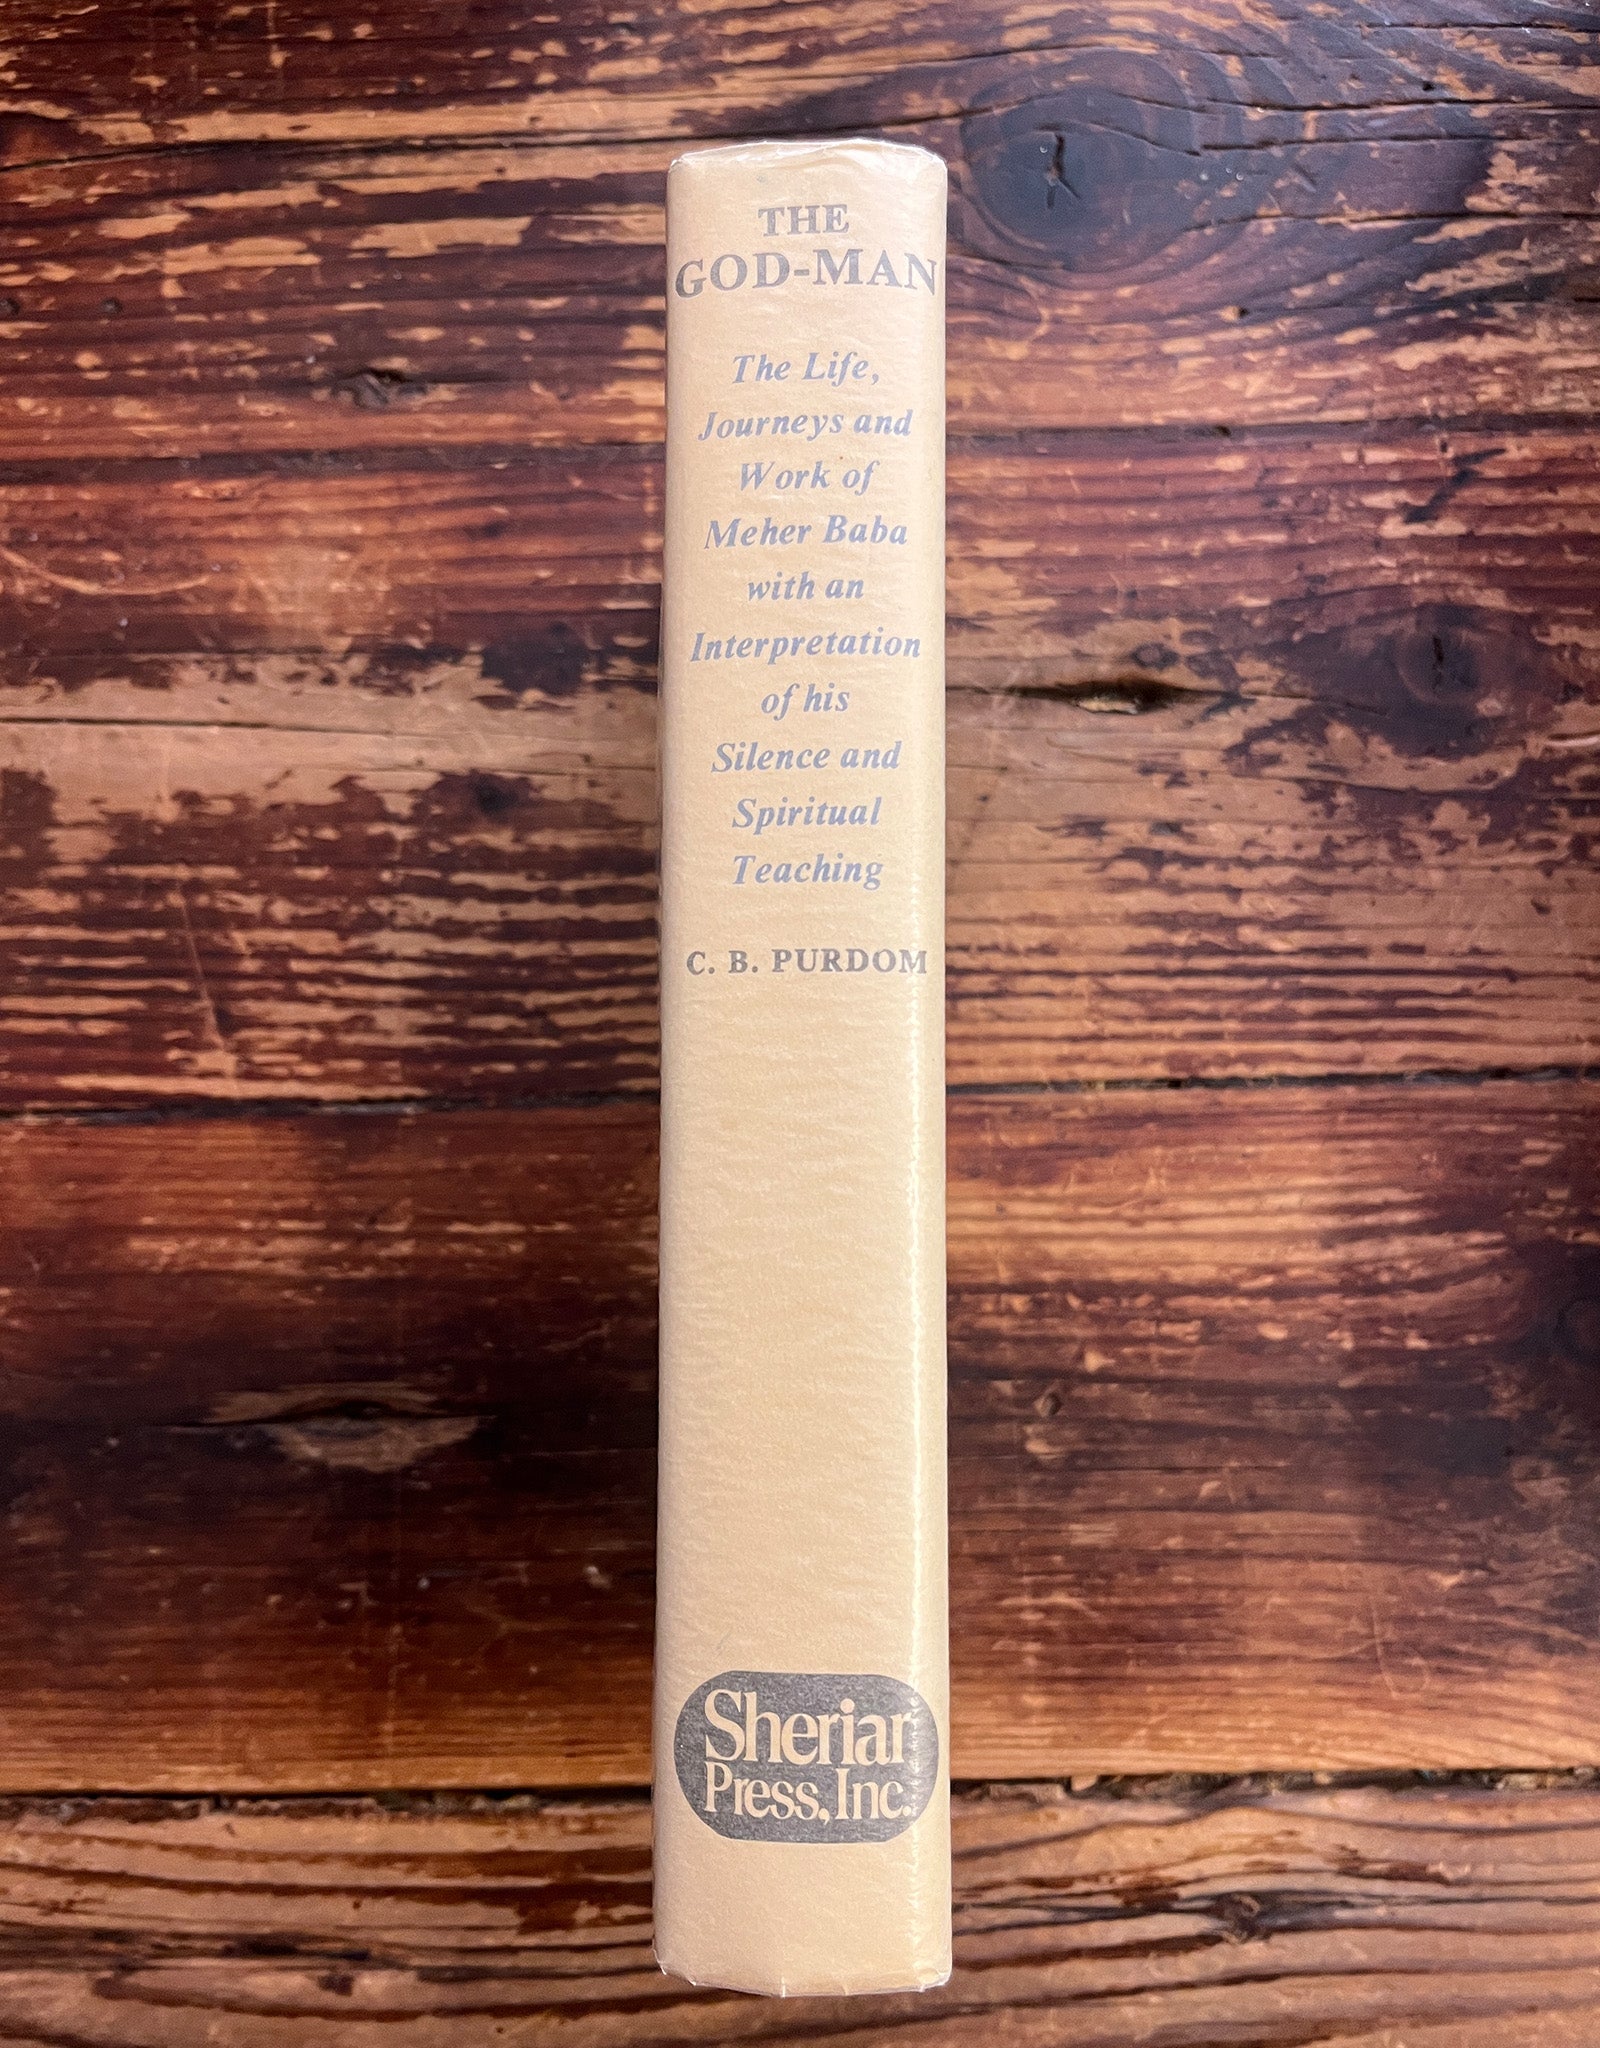 THE
GOD-MAN
The Life,
Journeys and
Work of
Meher Baba
with an
Interpretation
of his
Silence and
Spiritual
Teaching
C. B. PURDOM
Sheriar
Press, Inc.